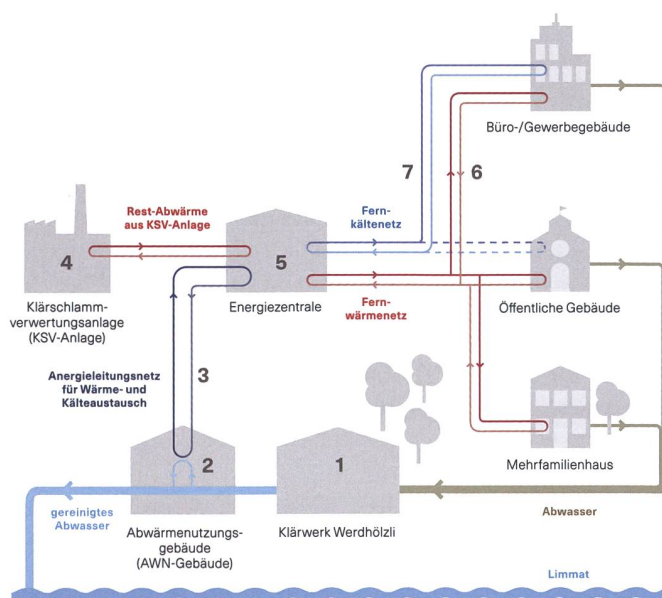 Büro-/Gewerbegebäude
7
6
Rest-Abwärme
aus KSV-Anlage
Fern-
kältenetz
4
5
Klärschlamm-
verwertungsanlage
(KSV-Anlage)
Energiezentrale
Fern-
wärmenetz
Öffentliche Gebäude
Anergieleitungsnetz
für Wärme- und
Kälteaustausch
3
2
1
Mehrfamilienhaus
gereinigtes
Abwasser
Abwärmenutzungs-
gebäude
(AWN-Gebäude)
Klärwerk Werdhölzli
Abwasser
Limmat